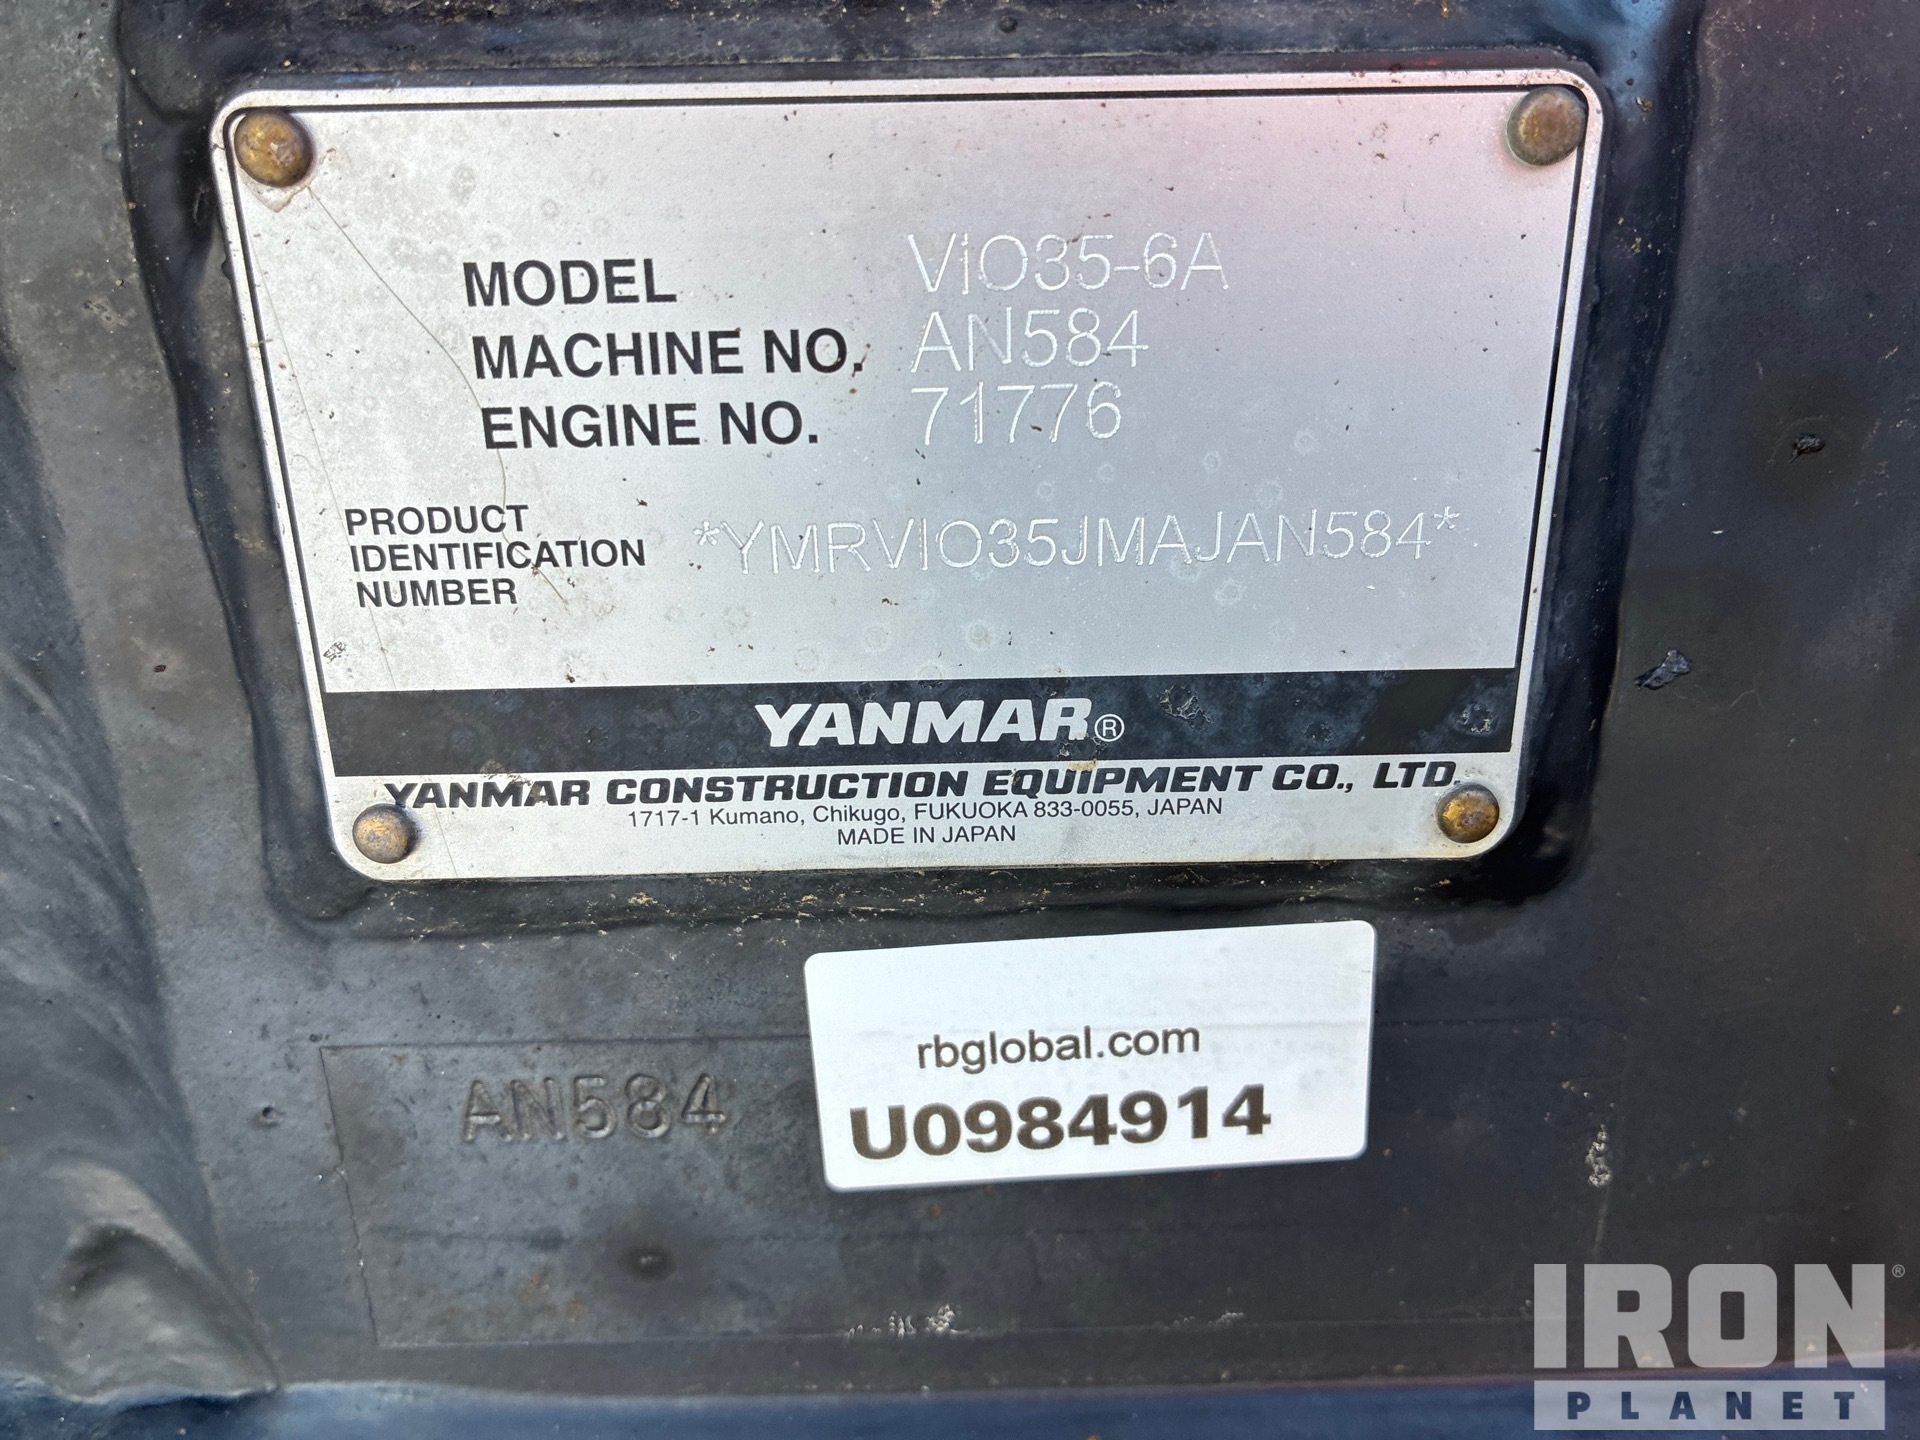 MODEL VIO35-6A
MACHINE NO. AN584
ENGINE NO. 71776
PRODUCT
IDENTIFICATION
NUMBER
*YMRVIO35JMAJAN584*
YANMAR®
YANMAR CONSTRUCTION EQUIPMENT CO., LTD.
1717-1 Kumano, Chikugo, FUKUOKA 833-0055, JAPAN
MADE IN JAPAN
rbglobal.com
U0984914
AN584
IRON®
PLANET